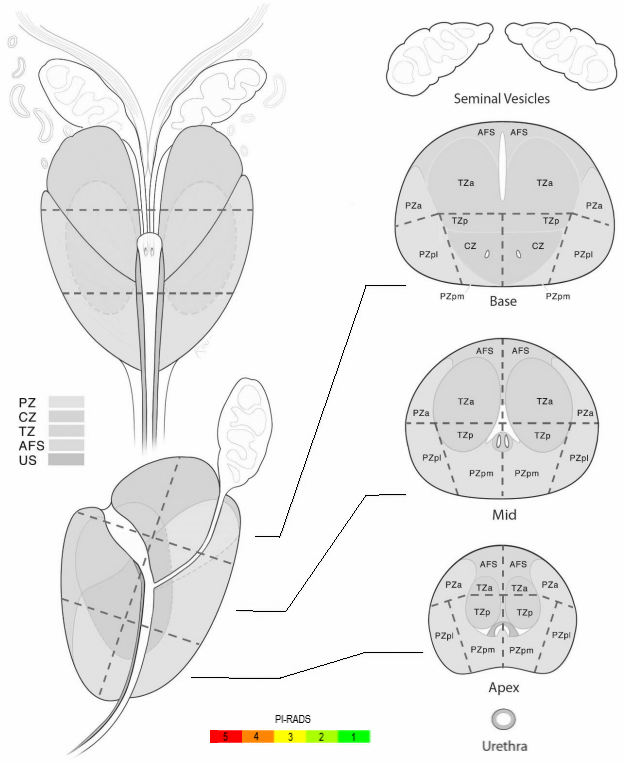 Seminal Vesicles
AFS AFS
TZa TZa
PZa PZa
TZp TZp
CZ CZ
PZpl PZpl
PZpm PZpm
Base
AFS AFS
TZa TZa
PZa PZa
TZp TZp
PZpl PZpl
PZpm PZpm
Mid
PZ
CZ
TZ
AFS
US
AFS AFS
PZa TZa TZa PZa
TZp TZp
PZpl PZpl
PZpm PZpm
Apex
PI-RADS
5 4 3 2 1
Urethra